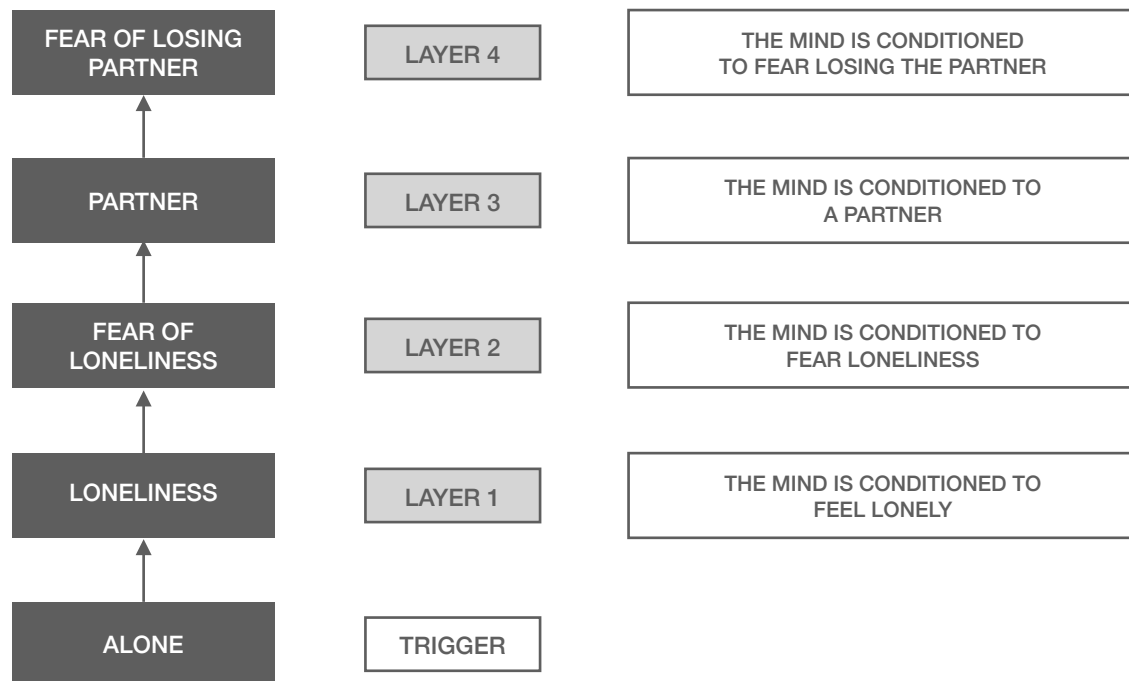 FEAR OF LOSING
PARTNER
LAYER 4
THE MIND IS CONDITIONED
TO FEAR LOSING THE PARTNER
PARTNER
LAYER 3
THE MIND IS CONDITIONED TO
A PARTNER
FEAR OF
LONELINESS
LAYER 2
THE MIND IS CONDITIONED TO
FEAR LONELINESS
LONELINESS
LAYER 1
THE MIND IS CONDITIONED TO
FEEL LONELY
ALONE
TRIGGER